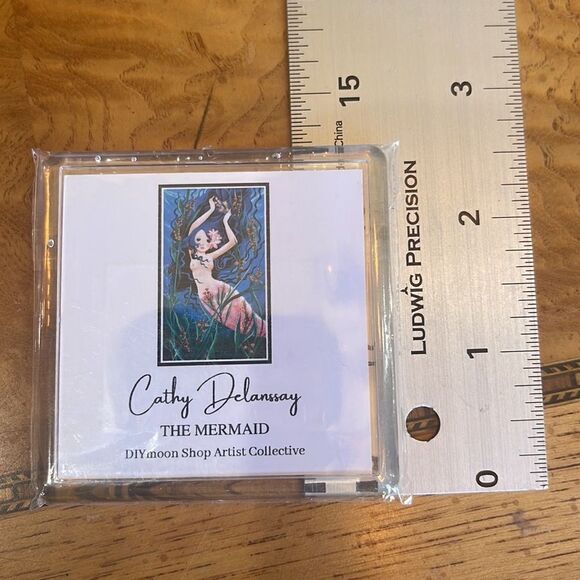 Cathy Delanssay
THE MERMAID
DIYmoon Shop Artist Collective
15
China
LUDWIG PRECISION
3
2
1
0